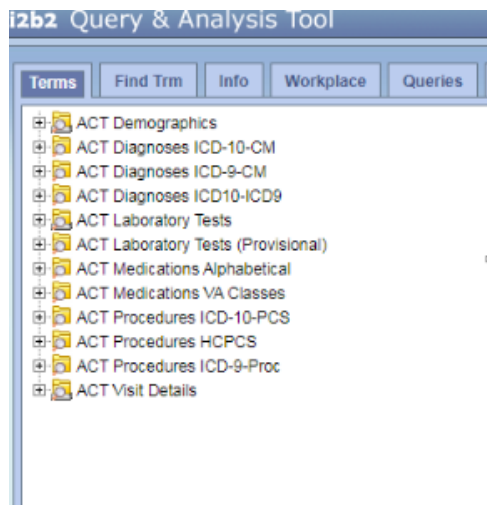 i2b2 Query & Analysis Tool
Terms Find Trm Info Workplace Queries
ACT Demographics
ACT Diagnoses ICD-10-CM
ACT Diagnoses ICD-9-CM
ACT Diagnoses ICD10-ICD9
ACT Laboratory Tests
ACT Laboratory Tests (Provisional)
ACT Medications Alphabetical
ACT Medications VA Classes
ACT Procedures ICD-10-PCS
ACT Procedures HCPCS
ACT Procedures ICD-9-Proc
ACT Visit Details